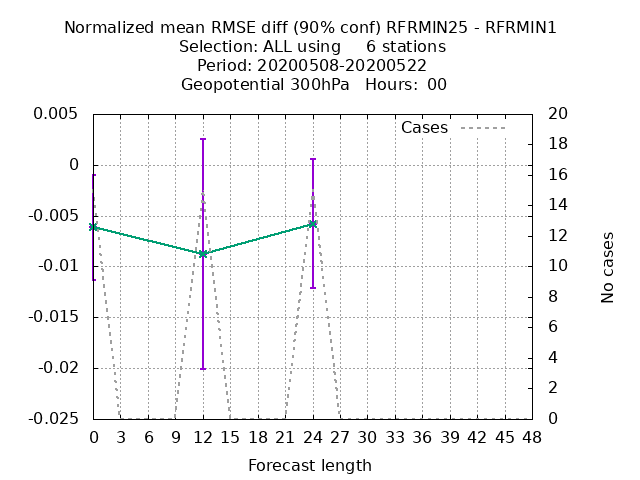 Normalized mean RMSE diff (90% conf) RFRMIN25 - RFRMIN1
Selection: ALL using     6 stations
Period: 20200508-20200522
Geopotential 300hPa   Hours:  00
0.005
0
-0.005
-0.01
-0.015
-0.02
-0.025
Cases
20
18
16
14
12
10
8
6
4
2
0
No cases
0 3 6 9 12 15 18 21 24 27 30 33 36 39 42 45 48
Forecast length